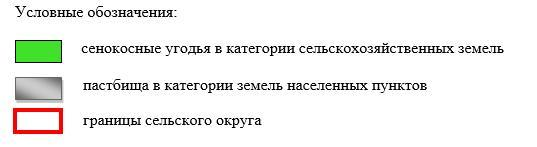 Условные обозначения:
сенокосные угодья в категории сельскохозяйственных земель
пастбища в категории земель населенных пунктов
границы сельского округа